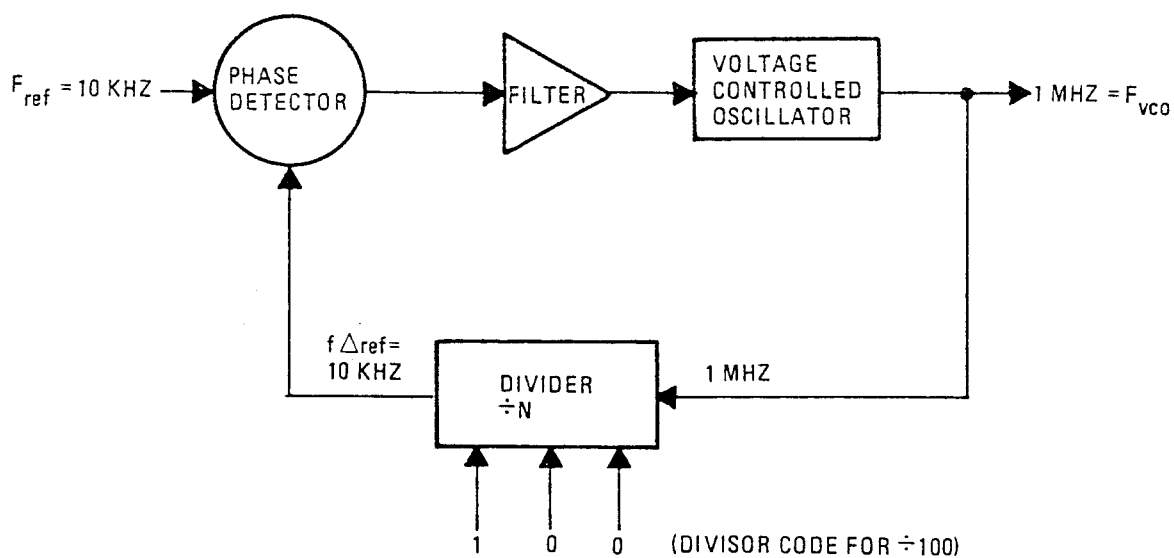 F_ref = 10 KHZ
PHASE
DETECTOR
FILTER
VOLTAGE
CONTROLLED
OSCILLATOR
1 MHZ = F_vco
f △ref=
10 KHZ
DIVIDER
÷N
1 MHZ
1 0 0 (DIVISOR CODE FOR ÷100)